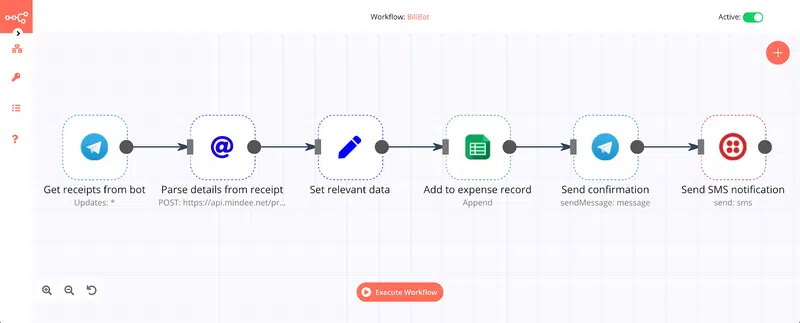 Workflow: BillBot
Active:
Get receipts from bot
Updates: *
Parse details from receipt
POST: https://api.mindee.net/pr...
Set relevant data
Add to expense record
Append
Send confirmation
sendMessage: message
Send SMS notification
send: sms
Execute Workflow